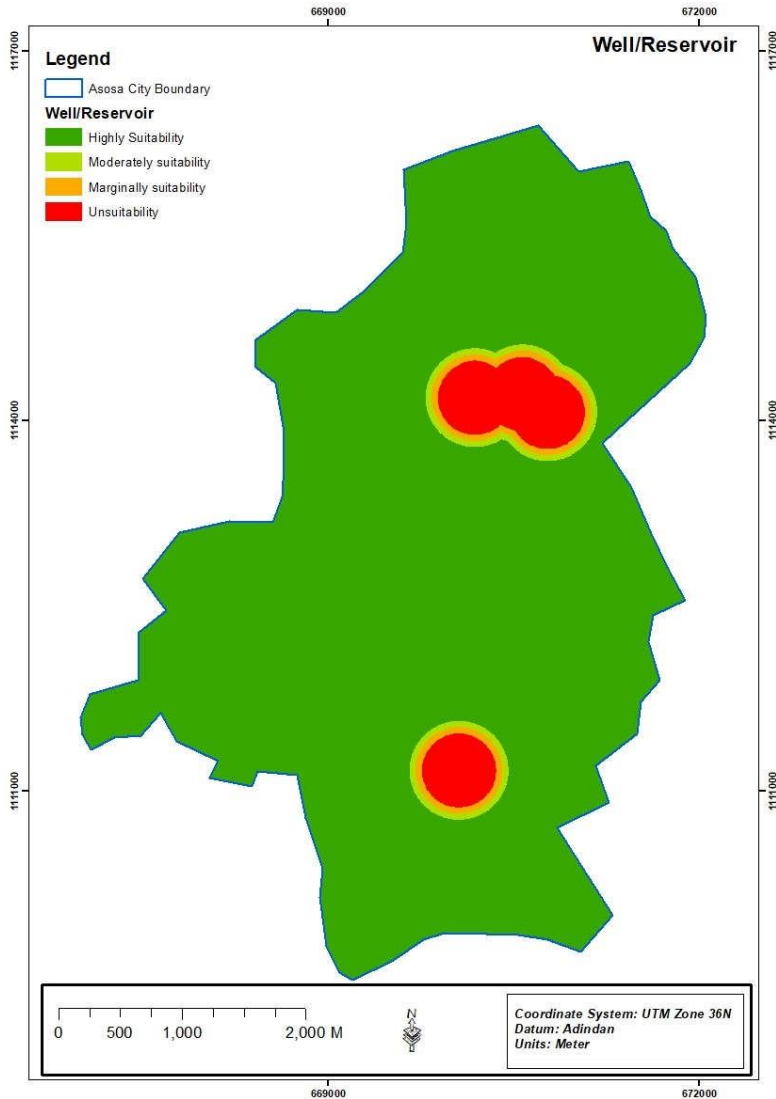 669000
672000
1117000
1117000
Well/Reservoir
Legend
Asosa City Boundary
Well/Reservoir
Highly Suitability
Moderately suitability
Marginally suitability
Unsuitability
1114000
1114000
1111000
1111000
0 500 1,000 2,000 M
N
Coordinate System: UTM Zone 36N
Datum: Adindan
Units: Meter
669000
672000